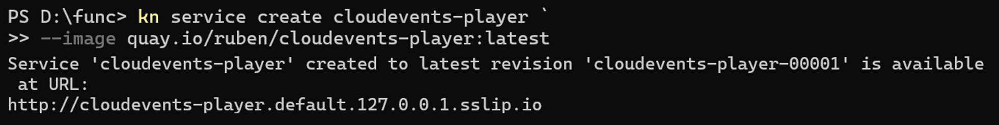 PS D:\func> kn service create cloudevents-player `
>> --image quay.io/ruben/cloudevents-player:latest
Service 'cloudevents-player' created to latest revision 'cloudevents-player-00001' is available
 at URL:
http://cloudevents-player.default.127.0.0.1.sslip.io